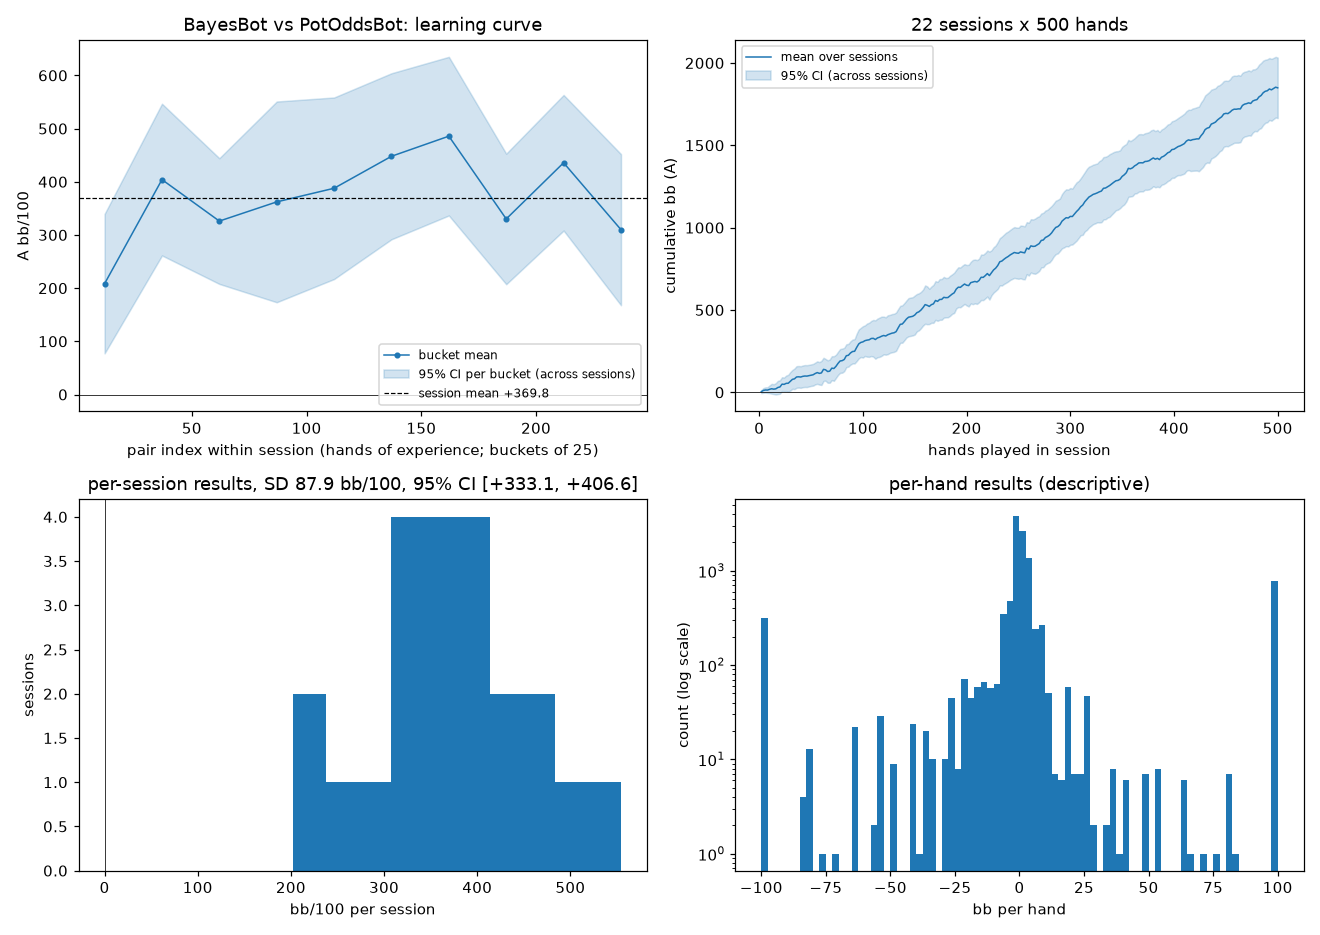 BayesBot vs PotOddsBot: learning curve
A bb/100
600
500
400
300
200
100
0
bucket mean
95% CI per bucket (across sessions)
session mean +369.8
50
100
150
200
pair index within session (hands of experience; buckets of 25)
22 sessions x 500 hands
cumulative bb (A)
2000
1500
1000
500
0
mean over sessions
95% CI (across sessions)
0
100
200
300
400
500
hands played in session
per-session results, SD 87.9 bb/100, 95% CI [+333.1, +406.6]
sessions
4.0
3.5
3.0
2.5
2.0
1.5
1.0
0.5
0.0
0
100
200
300
400
500
bb/100 per session
per-hand results (descriptive)
count (log scale)
10³
10²
10¹
10⁰
−100
−75
−50
−25
0
25
50
75
100
bb per hand